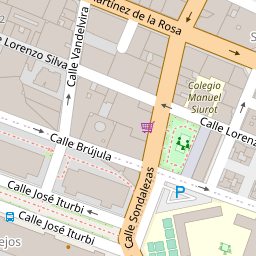 Martínez de la Rosa
Calle Vandelvira
Lorenzo Silva
Colegio
Manuel
Siurot
Calle Loren
Calle Brújula
Calle José Iturbi
P
Calle Sondalezas
Calle José Iturbi
ejos